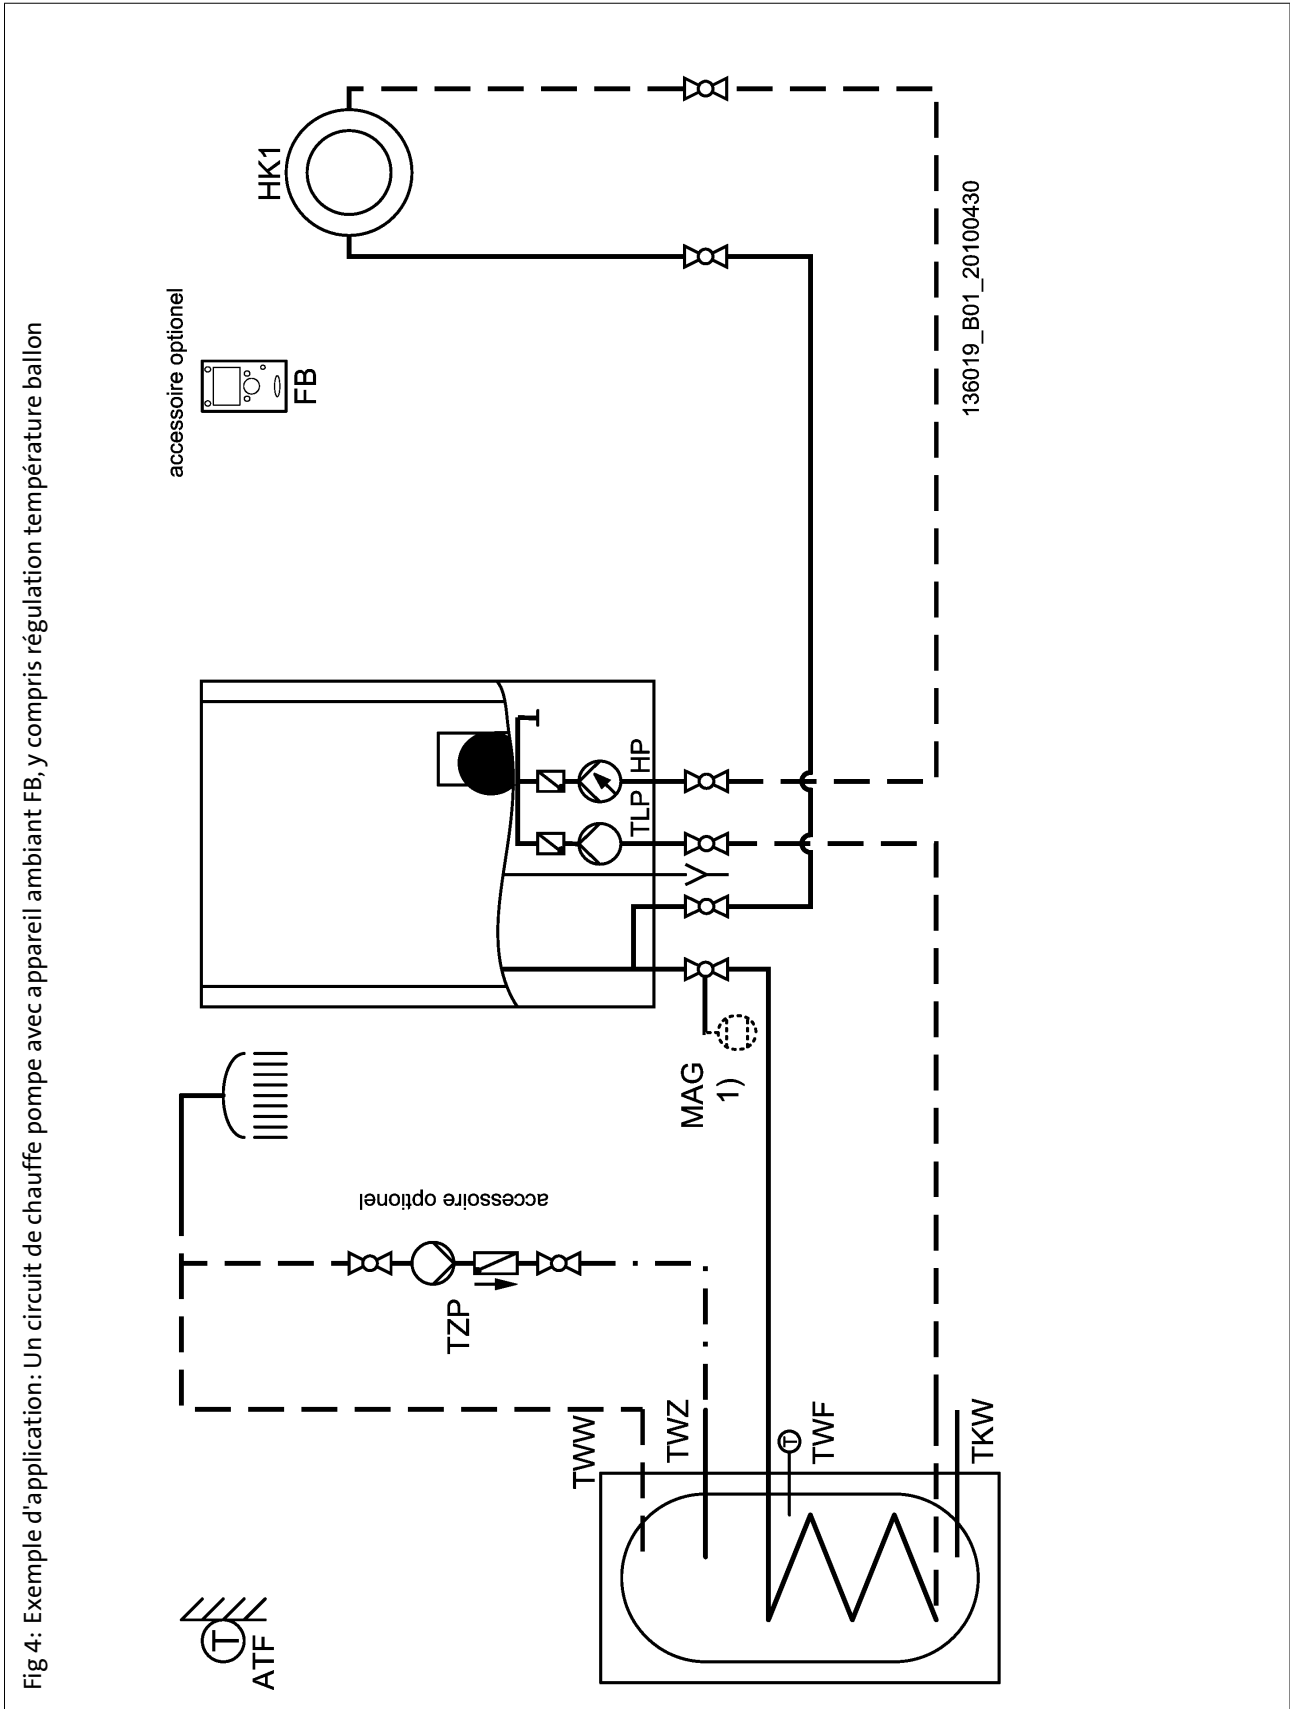 Fig 4: Exemple d'application: Un circuit de chauffe pompe avec appareil ambiant FB, y compris régulation température ballon
T
ATF
TZP
accessoire optionel
accessoire optionel
FB
HK1
TWW
TWZ
T
TWF
TKW
MAG
1)
TLP
HP
136019_B01_20100430